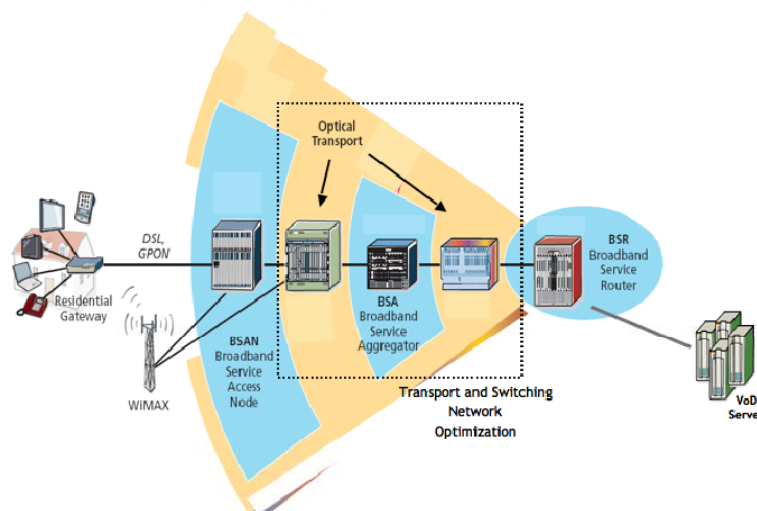 Optical
Transport
DSL,
GPON
Residential
Gateway
WiMAX
BSAN
Broadband
Service
Access
Node
BSA
Broadband
Service
Aggregator
BSR
Broadband
Service
Router
Transport and Switching
Network
Optimization
VoD
Serve